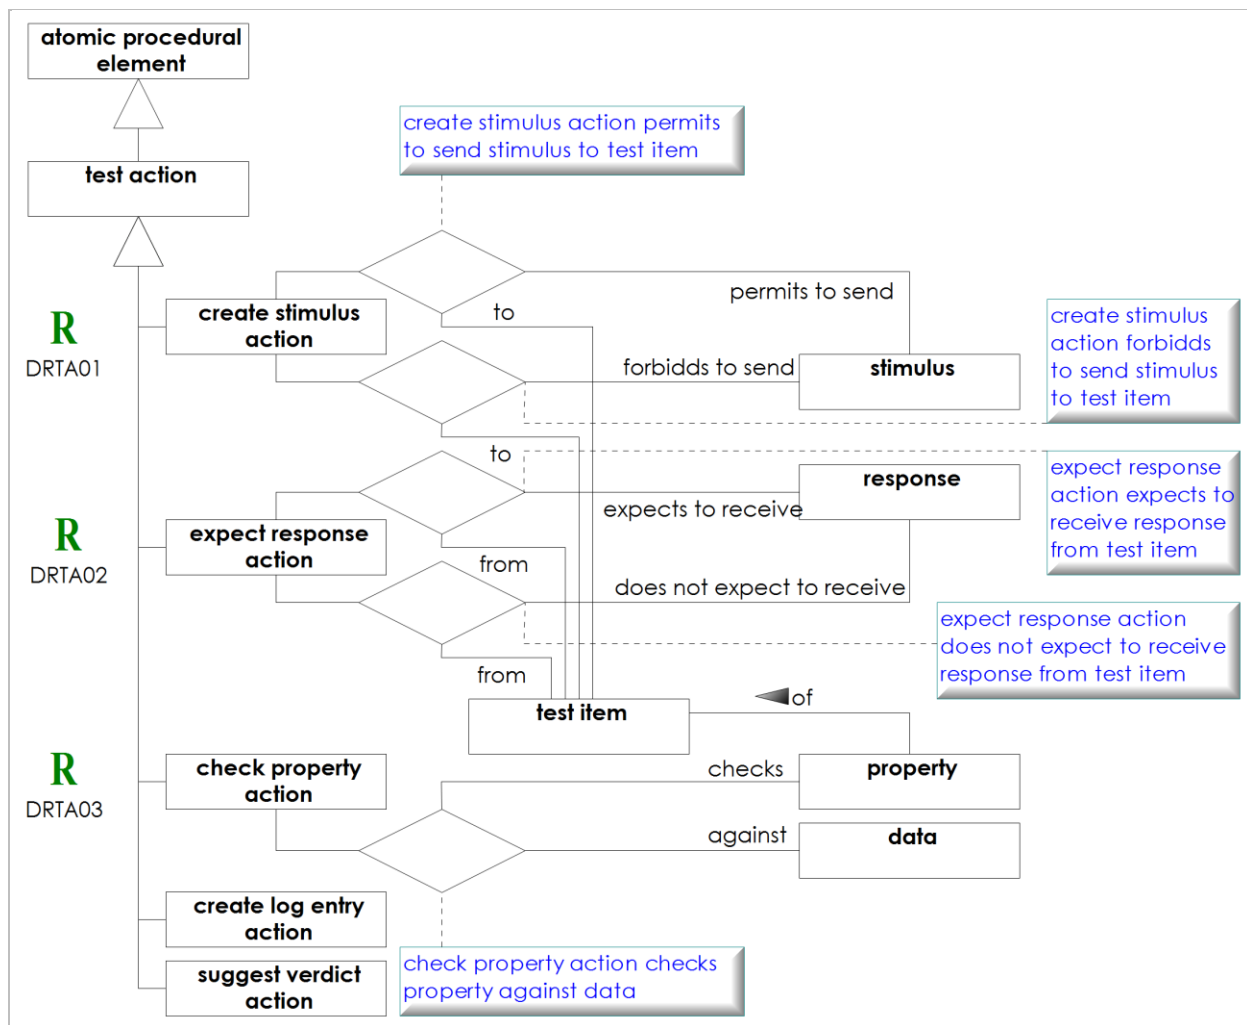 atomic procedural
element
create stimulus action permits
to send stimulus to test item
test action
permits to send
to
create stimulus
action
R
DRTA01
create stimulus
action forbidds
to send stimulus
to test item
forbidds to send
stimulus
to
response
expect response
action expects to
receive response
from test item
expects to receive
R
DRTA02
expect response
action
from
does not expect to receive
expect response action
does not expect to receive
response from test item
from
of
test item
R
DRTA03
check property
action
checks
property
against
data
create log entry
action
check property action checks
property against data
suggest verdict
action